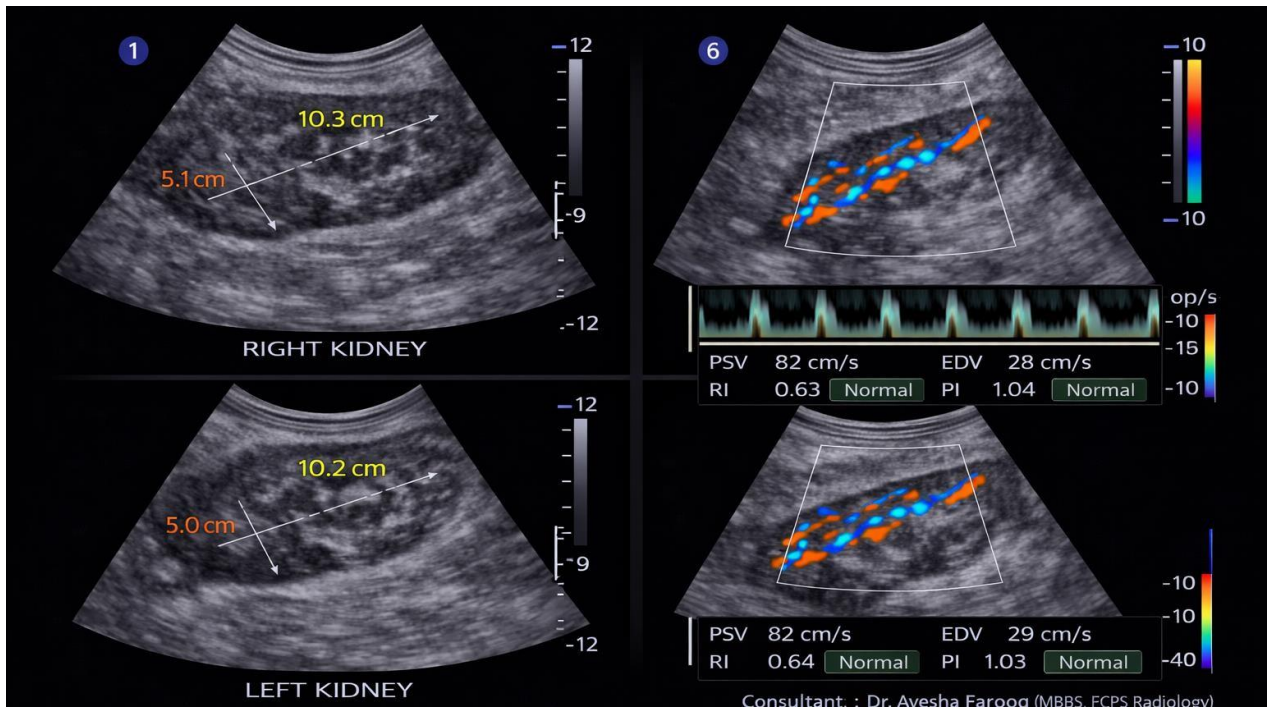 1
12
10.3 cm
5.1 cm
-9
-12
RIGHT KIDNEY
12
10.2 cm
5.0 cm
-9
-12
LEFT KIDNEY
6
10
10
op/s
-10
-15
-10
PSV 82 cm/s EDV 28 cm/s
RI 0.63 Normal PI 1.04 Normal
-10
-10
-40
PSV 82 cm/s EDV 29 cm/s
RI 0.64 Normal PI 1.03 Normal
Consultant. : Dr. Ayesha Farooq (MBBS, FCPS Radiology)